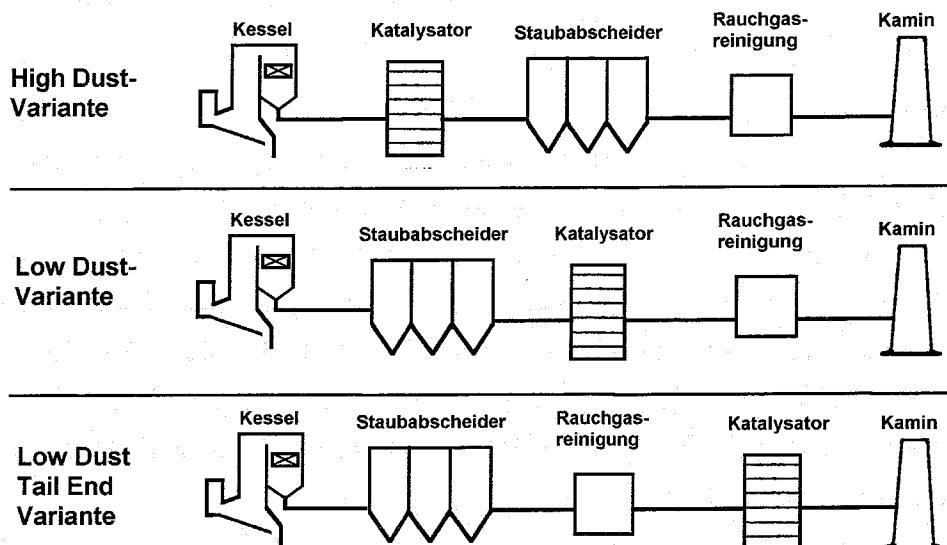 Kessel
Katalysator
Staubabscheider
Rauchgas-
reinigung
Kamin
High Dust-
Variante
Kessel
Staubabscheider
Katalysator
Rauchgas-
reinigung
Kamin
Low Dust-
Variante
Kessel
Staubabscheider
Rauchgas-
reinigung
Katalysator
Kamin
Low Dust
Tail End
Variante